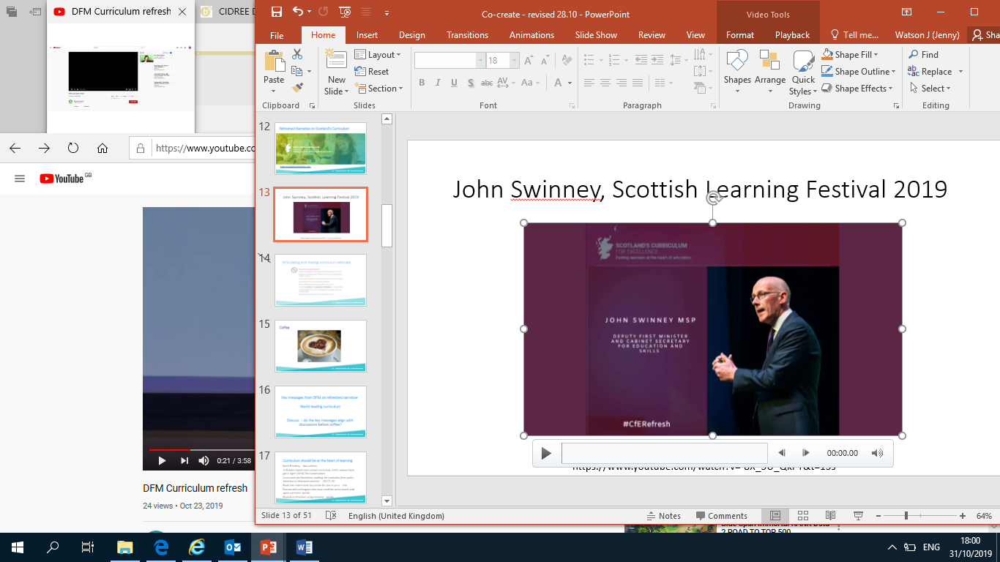 DFM Curriculum refresh
CIDREE D
Co-create - revised 28.10 - PowerPoint
Video Tools
File
Home
Insert
Design
Transitions
Animations
Slide Show
Review
View
Format
Playback
Tell me...
Watson J (Jenny)
Sha
Paste
New
Slide
Layout
Reset
Section
18
B I U S abc AV Aa A
Shapes
Arrange
Quick
Styles
Shape Fill
Shape Outline
Shape Effects
Find
Replace
Select
Clipboard
Slides
Font
Paragraph
Drawing
Editing
https://www.youtube.co
YouTube GB
12
Refreshed Narrative on Scotland's Curriculum
13
John Swinney, Scottish Learning Festival 2019
14
Articulating and sharing curriculum rationale
15
Coffee
16
Key messages from DFM on refreshed narrative
World leading curriculum
Discuss - do the key messages align with
discussions before coffee?
17
Curriculum should be at the heart of learning
John Swinney, Scottish Learning Festival 2019
SCOTLAND'S CURRICULUM
FOR EXCELLENCE
Putting learners at the heart of education
JOHN SWINNEY MSP
DEPUTY FIRST MINISTER
AND CABINET SECRETARY
FOR EDUCATION AND
SKILLS
#CfERefresh
00:00.00
0:21 / 3:58
DFM Curriculum refresh
24 views • Oct 23, 2019
Slide 13 of 51
English (United Kingdom)
Notes
Comments
64%
2 ROAD TO TOP 500
ENG
18:00
31/10/2019